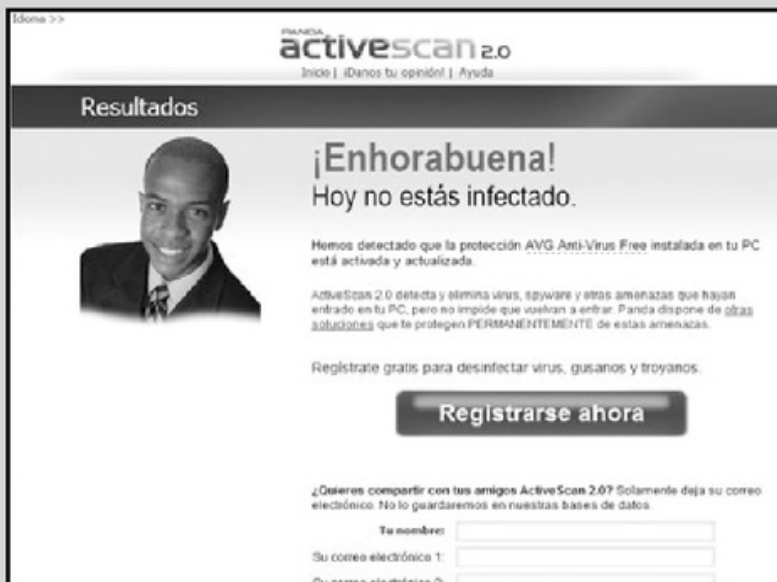 Idioma >>
PANDA
activescan 2.0
Inicio | ¡Danos tu opinión! | Ayuda
Resultados
¡Enhorabuena!
Hoy no estás infectado.
Hemos detectado que la protección AVG Anti-Virus Free instalada en tu PC
está activada y actualizada.
ActiveScan 2.0 detecta y elimina virus, spyware y otras amenazas que hayan
entrado en tu PC, pero no impide que vuelvan a entrar. Panda dispone de otras
soluciones que te protegen PERMANENTEMENTE de estas amenazas.
Regístrate gratis para desinfectar virus, gusanos y troyanos.
Registrarse ahora
¿Quieres compartir con tus amigos ActiveScan 2.0? Solamente deja su correo
electrónico. No lo guardaremos en nuestras bases de datos.
Tu nombre:
Su correo electrónico 1:
Su correo electrónico 2: